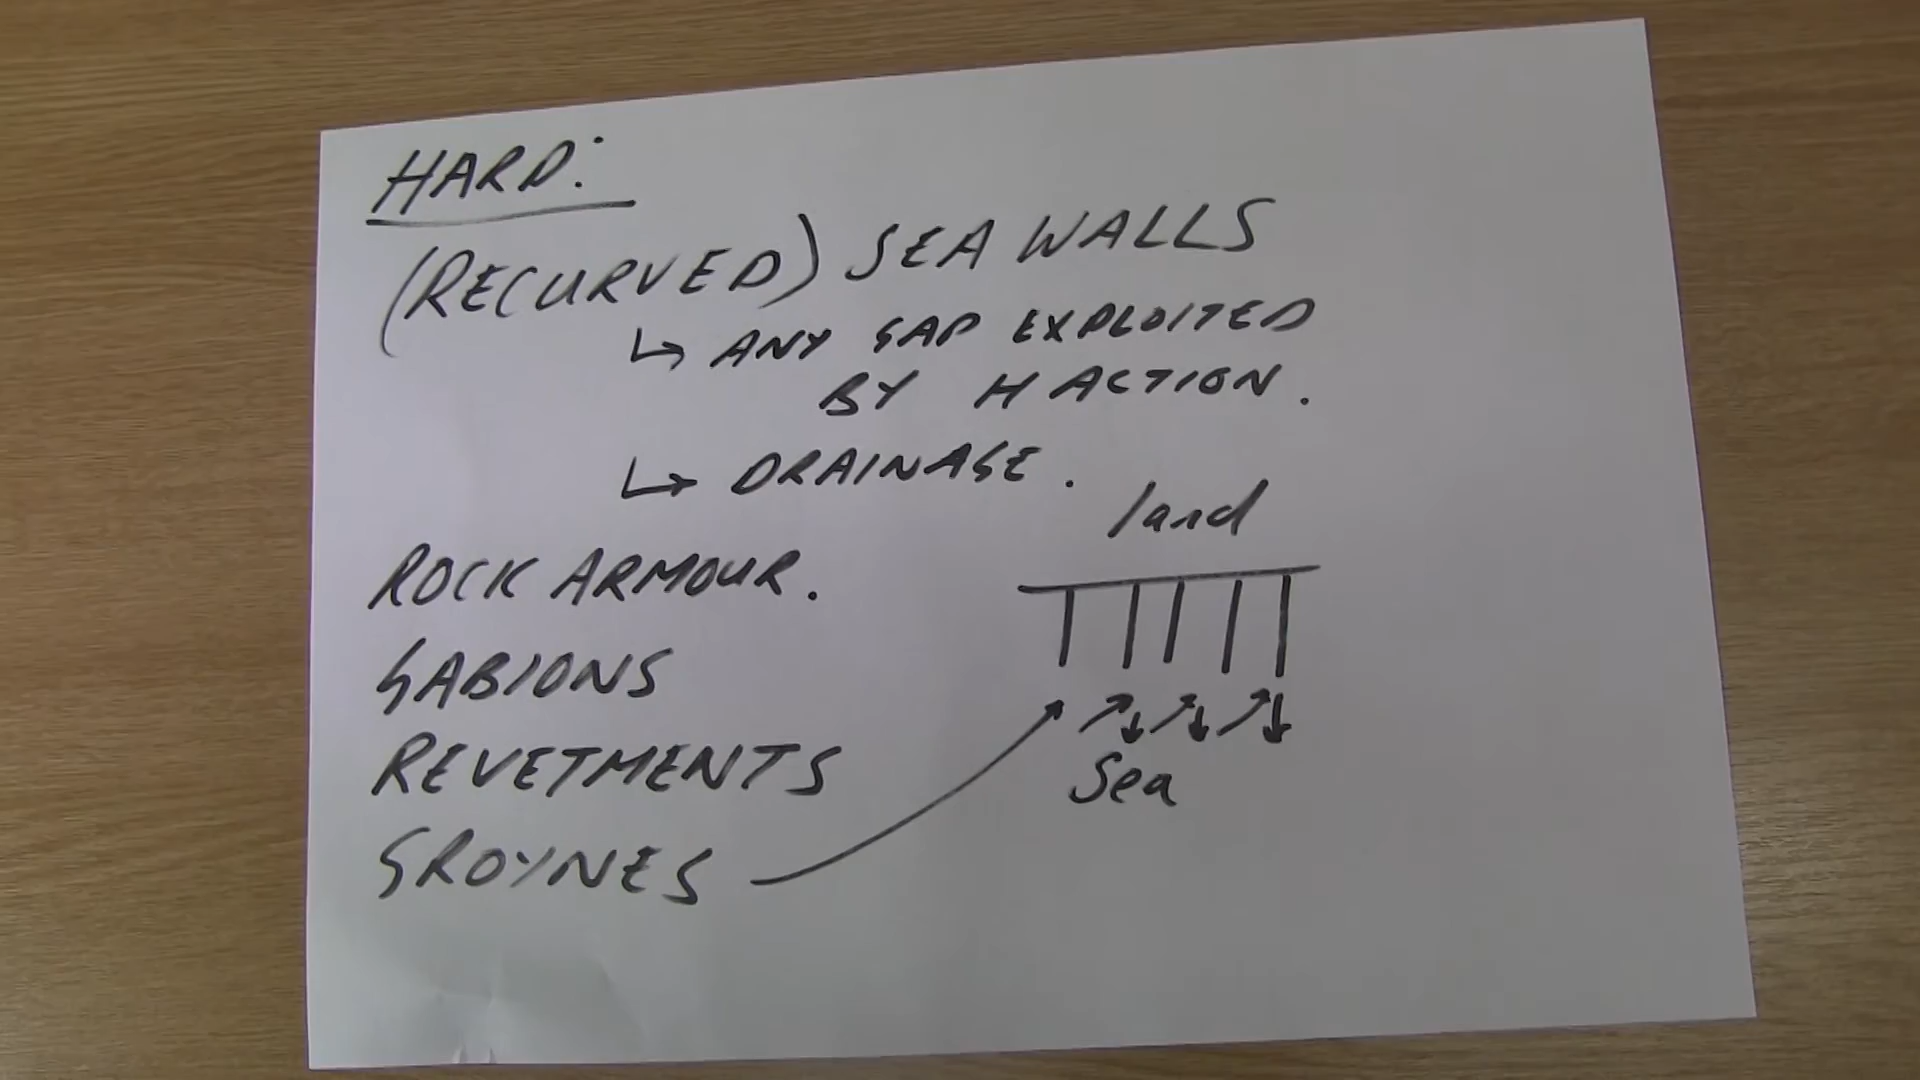 HARD:
(RECURVED) SEA WALLS
↳ ANY GAP EXPLOITED
BY H ACTION.
↳ DRAINAGE.
land
ROCK ARMOUR.
GABIONS
REVETMENTS
Sea
GROYNES